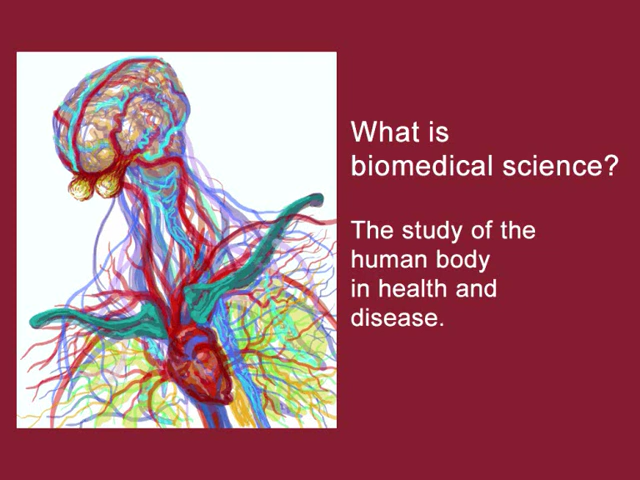 What is
biomedical science?
The study of the
human body
in health and
disease.